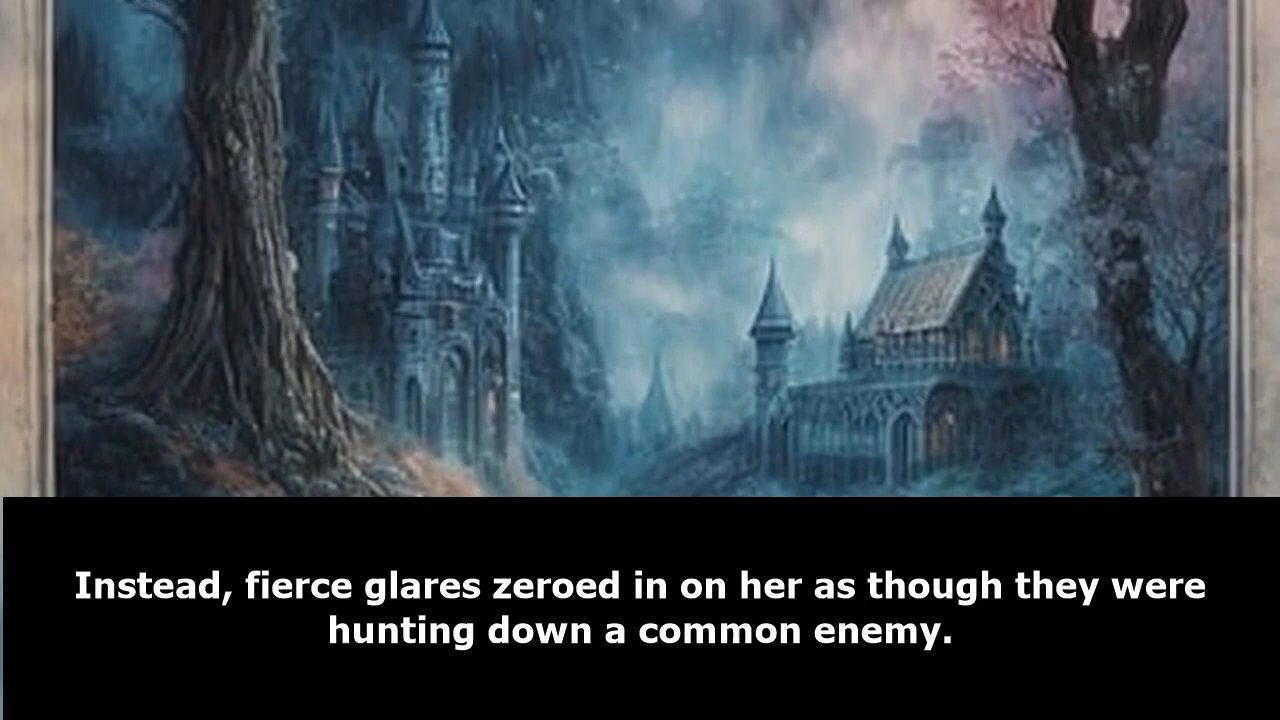 Instead, fierce glares zeroed in on her as though they were
hunting down a common enemy.